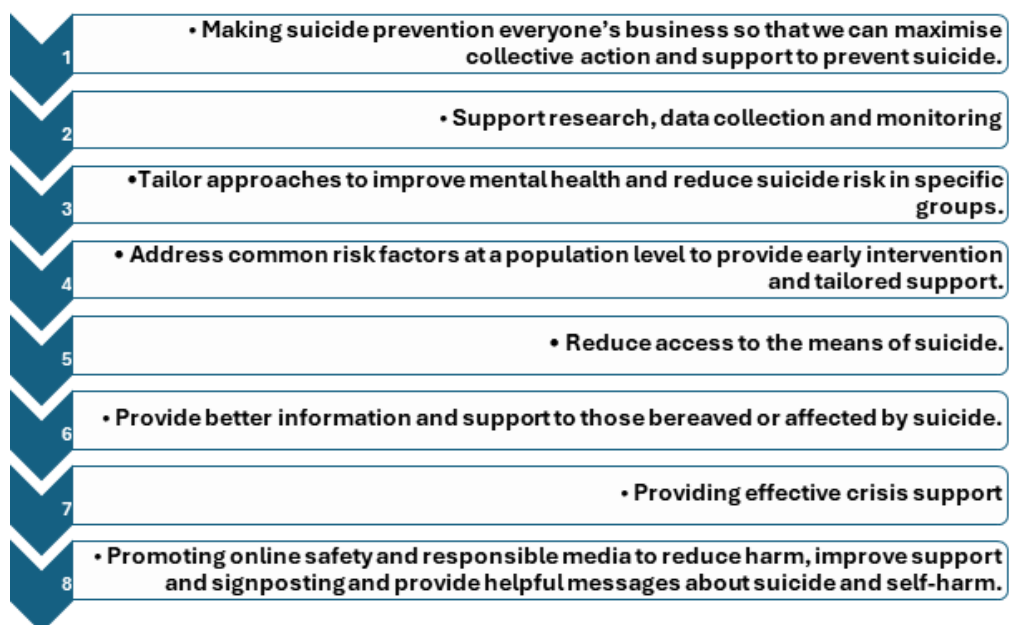 • Making suicide prevention everyone’s business so that we can maximise
1
collective action and support to prevent suicide.
2
• Support research, data collection and monitoring
•Tailor approaches to improve mental health and reduce suicide risk in specific
3
groups.
• Address common risk factors at a population level to provide early intervention
4
and tailored support.
5
• Reduce access to the means of suicide.
6
• Provide better information and support to those bereaved or affected by suicide.
7
• Providing effective crisis support
• Promoting online safety and responsible media to reduce harm, improve support
8
and signposting and provide helpful messages about suicide and self-harm.